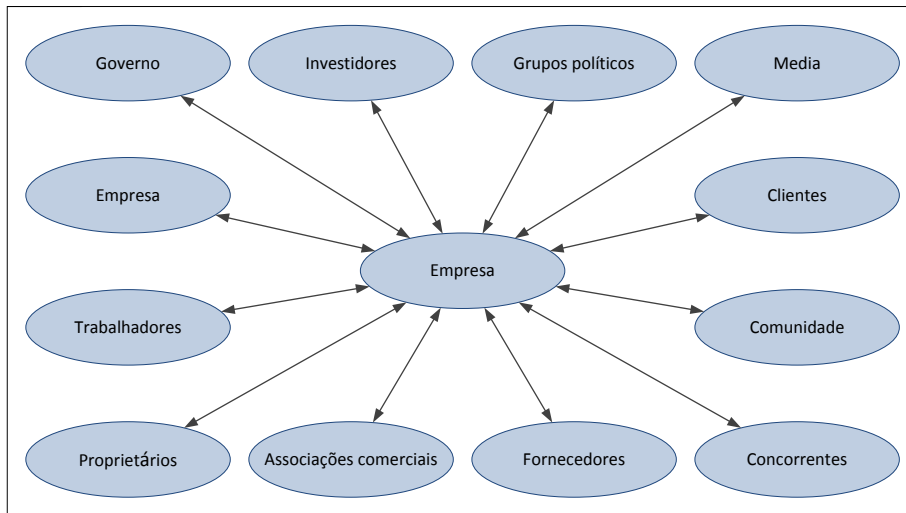 Governo
Investidores
Grupos políticos
Media
Empresa
Clientes
Empresa
Trabalhadores
Comunidade
Proprietários
Associações comerciais
Fornecedores
Concorrentes